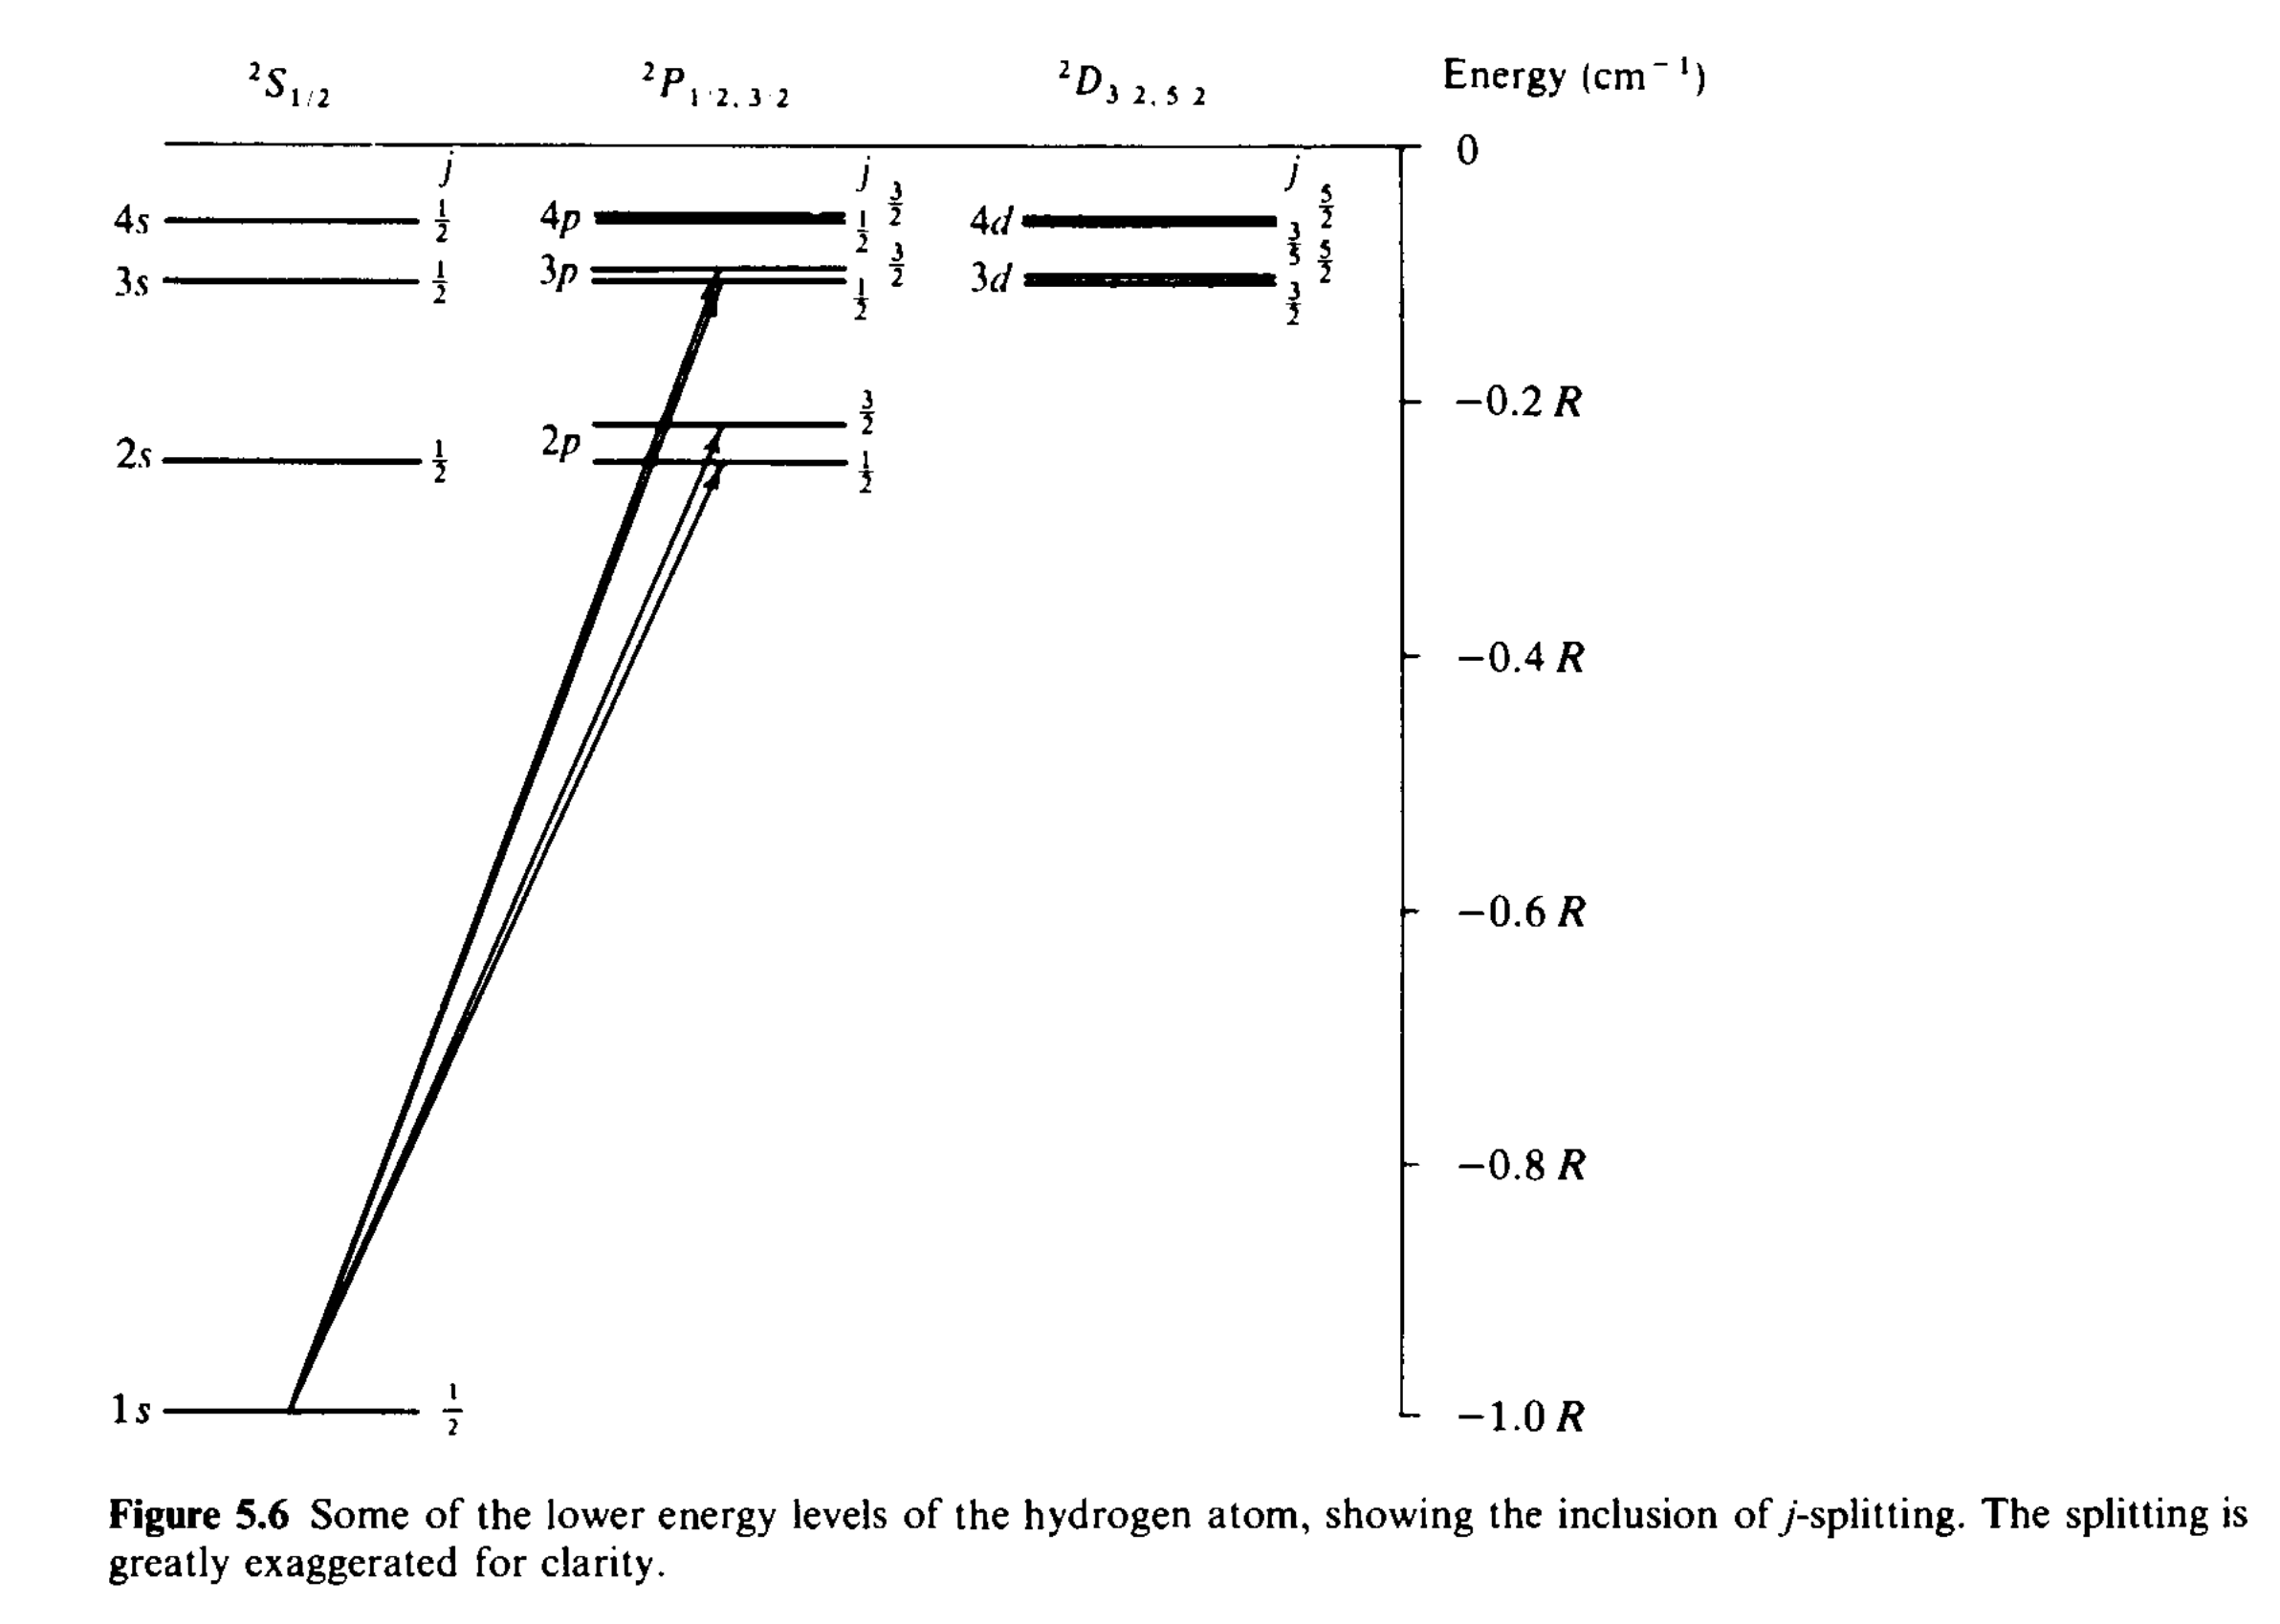 ²S₁/₂ ²P₁/₂, ₃/₂ ²D₃/₂, ₅/₂ Energy (cm⁻¹)
0
j j j
4s 1/2 4p 3/2 1/2 4d 5/2 3/2
3s 1/2 3p 3/2 1/2 3d 5/2 3/2
−0.2 R
2s 1/2 2p 3/2 1/2
−0.4 R
−0.6 R
−0.8 R
1s 1/2 −1.0 R
Figure 5.6 Some of the lower energy levels of the hydrogen atom, showing the inclusion of j-splitting. The splitting is
greatly exaggerated for clarity.